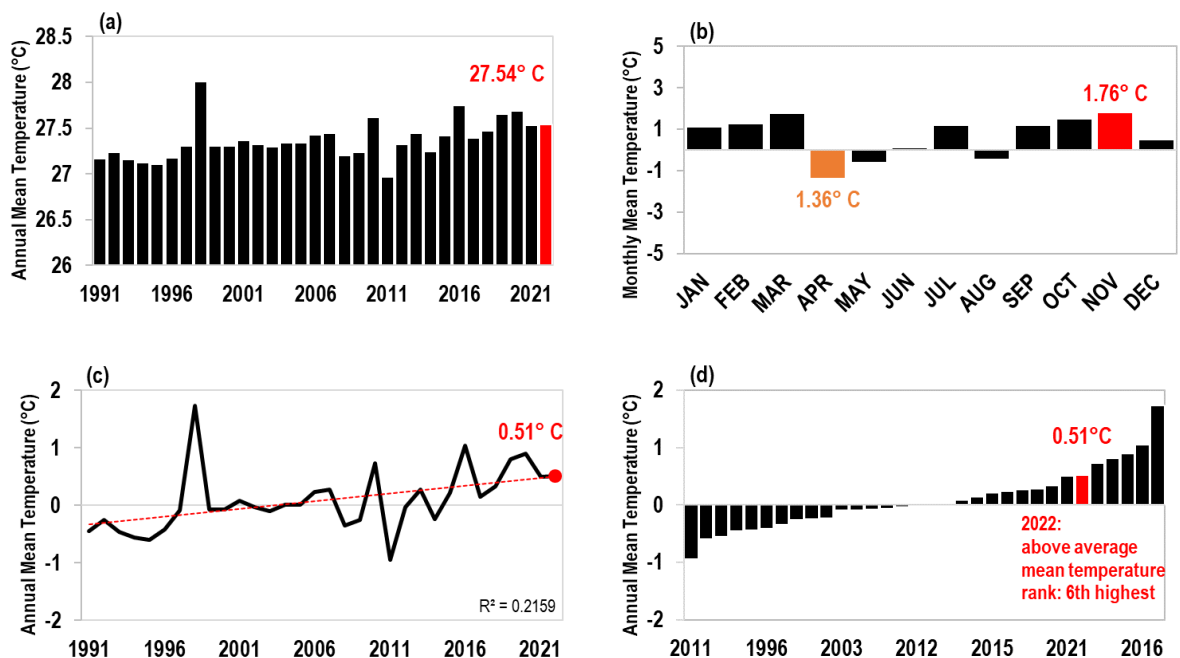 (a)
Annual Mean Temperature (°C)
28.5
28
27.5
27
26.5
26
27.54° C
1991 1996 2001 2006 2011 2016 2021
(b)
Monthly Mean Temperature (°C)
5
3
1
-1
-3
-5
1.76° C
1.36° C
JAN FEB MAR APR MAY JUN JUL AUG SEP OCT NOV DEC
(c)
Annual Mean Temperature (°C)
2
1
0
-1
-2
0.51° C
R² = 0.2159
1991 1996 2001 2006 2011 2016 2021
(d)
Annual Mean Temperature (°C)
2
1
0
-1
-2
0.51°C
2022:
above average
mean temperature
rank: 6th highest
2011 1996 2003 2012 2015 2021 2016